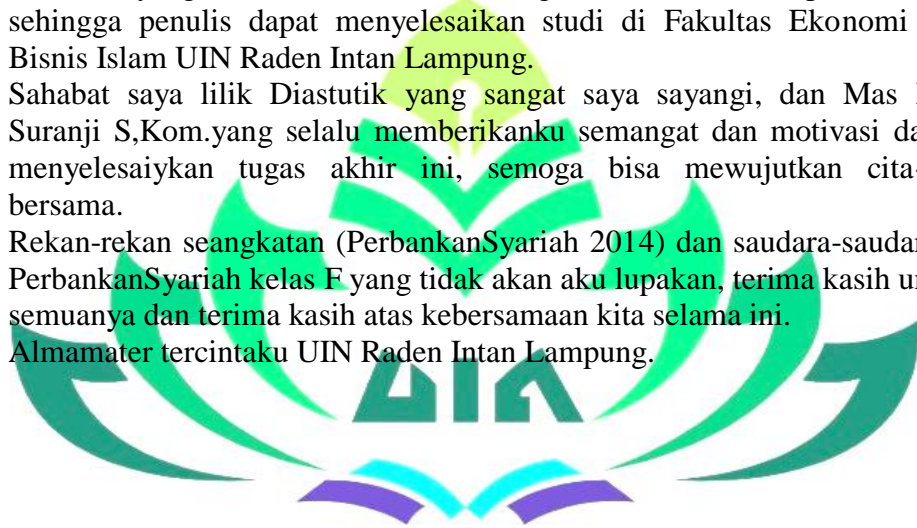 sehingga penulis dapat menyelesaikan studi di Fakultas Ekonomi
Bisnis Islam UIN Raden Intan Lampung.
Sahabat saya lilik Diastutik yang sangat saya sayangi, dan Mas
Suranji S,Kom.yang selalu memberikanku semangat dan motivasi da
menyelesaiykan tugas akhir ini, semoga bisa mewujutkan cita-
bersama.
Rekan-rekan seangkatan (PerbankanSyariah 2014) dan saudara-saudar
PerbankanSyariah kelas F yang tidak akan aku lupakan, terima kasih u
semuanya dan terima kasih atas kebersamaan kita selama ini.
Almamater tercintaku UIN Raden Intan Lampung.
UIN